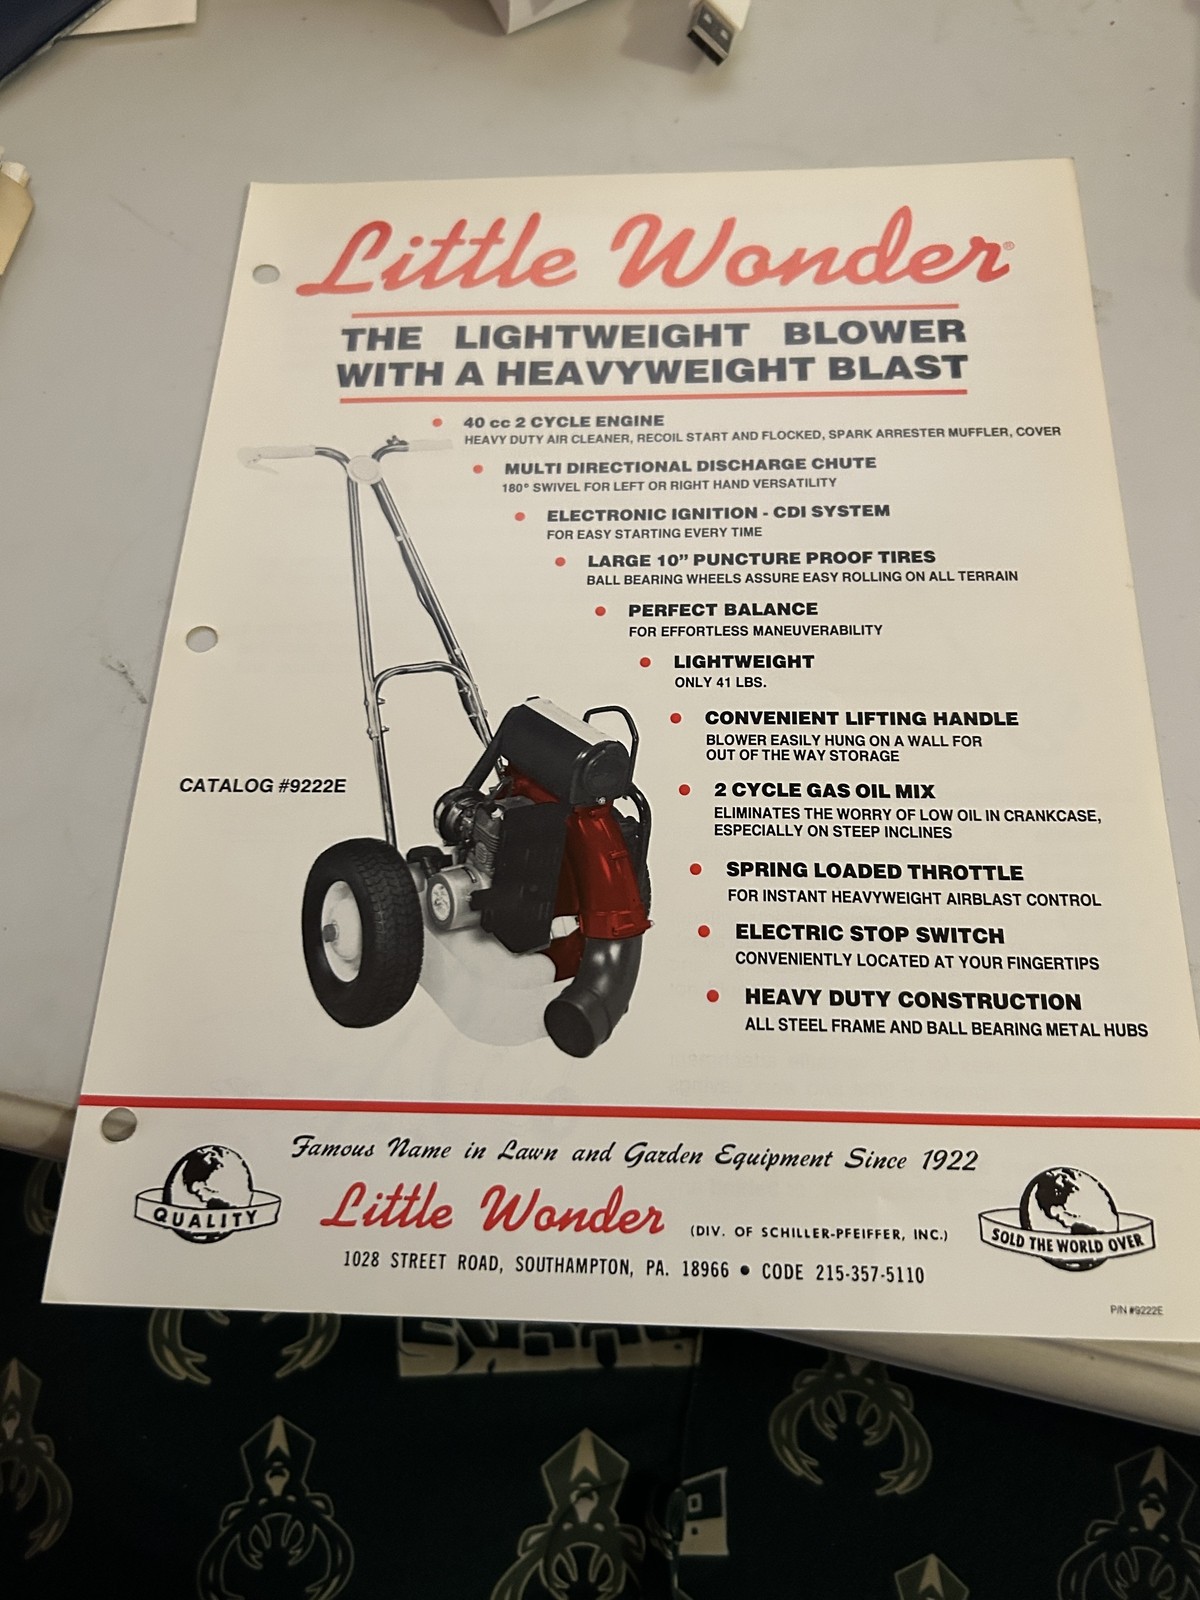 Little Wonder®
THE LIGHTWEIGHT BLOWER
WITH A HEAVYWEIGHT BLAST
• 40 cc 2 CYCLE ENGINE
HEAVY DUTY AIR CLEANER, RECOIL START AND FLOCKED, SPARK ARRESTER MUFFLER, COVER
• MULTI DIRECTIONAL DISCHARGE CHUTE
180° SWIVEL FOR LEFT OR RIGHT HAND VERSATILITY
• ELECTRONIC IGNITION - CDI SYSTEM
FOR EASY STARTING EVERY TIME
• LARGE 10" PUNCTURE PROOF TIRES
BALL BEARING WHEELS ASSURE EASY ROLLING ON ALL TERRAIN
• PERFECT BALANCE
FOR EFFORTLESS MANEUVERABILITY
• LIGHTWEIGHT
ONLY 41 LBS.
• CONVENIENT LIFTING HANDLE
BLOWER EASILY HUNG ON A WALL FOR
OUT OF THE WAY STORAGE
CATALOG #9222E
• 2 CYCLE GAS OIL MIX
ELIMINATES THE WORRY OF LOW OIL IN CRANKCASE,
ESPECIALLY ON STEEP INCLINES
• SPRING LOADED THROTTLE
FOR INSTANT HEAVYWEIGHT AIRBLAST CONTROL
• ELECTRIC STOP SWITCH
CONVENIENTLY LOCATED AT YOUR FINGERTIPS
• HEAVY DUTY CONSTRUCTION
ALL STEEL FRAME AND BALL BEARING METAL HUBS
Famous Name in Lawn and Garden Equipment Since 1922
QUALITY
Little Wonder (DIV. OF SCHILLER-PFEIFFER, INC.)
SOLD THE WORLD OVER
1028 STREET ROAD, SOUTHAMPTON, PA. 18966 • CODE 215-357-5110
P/N #9222E